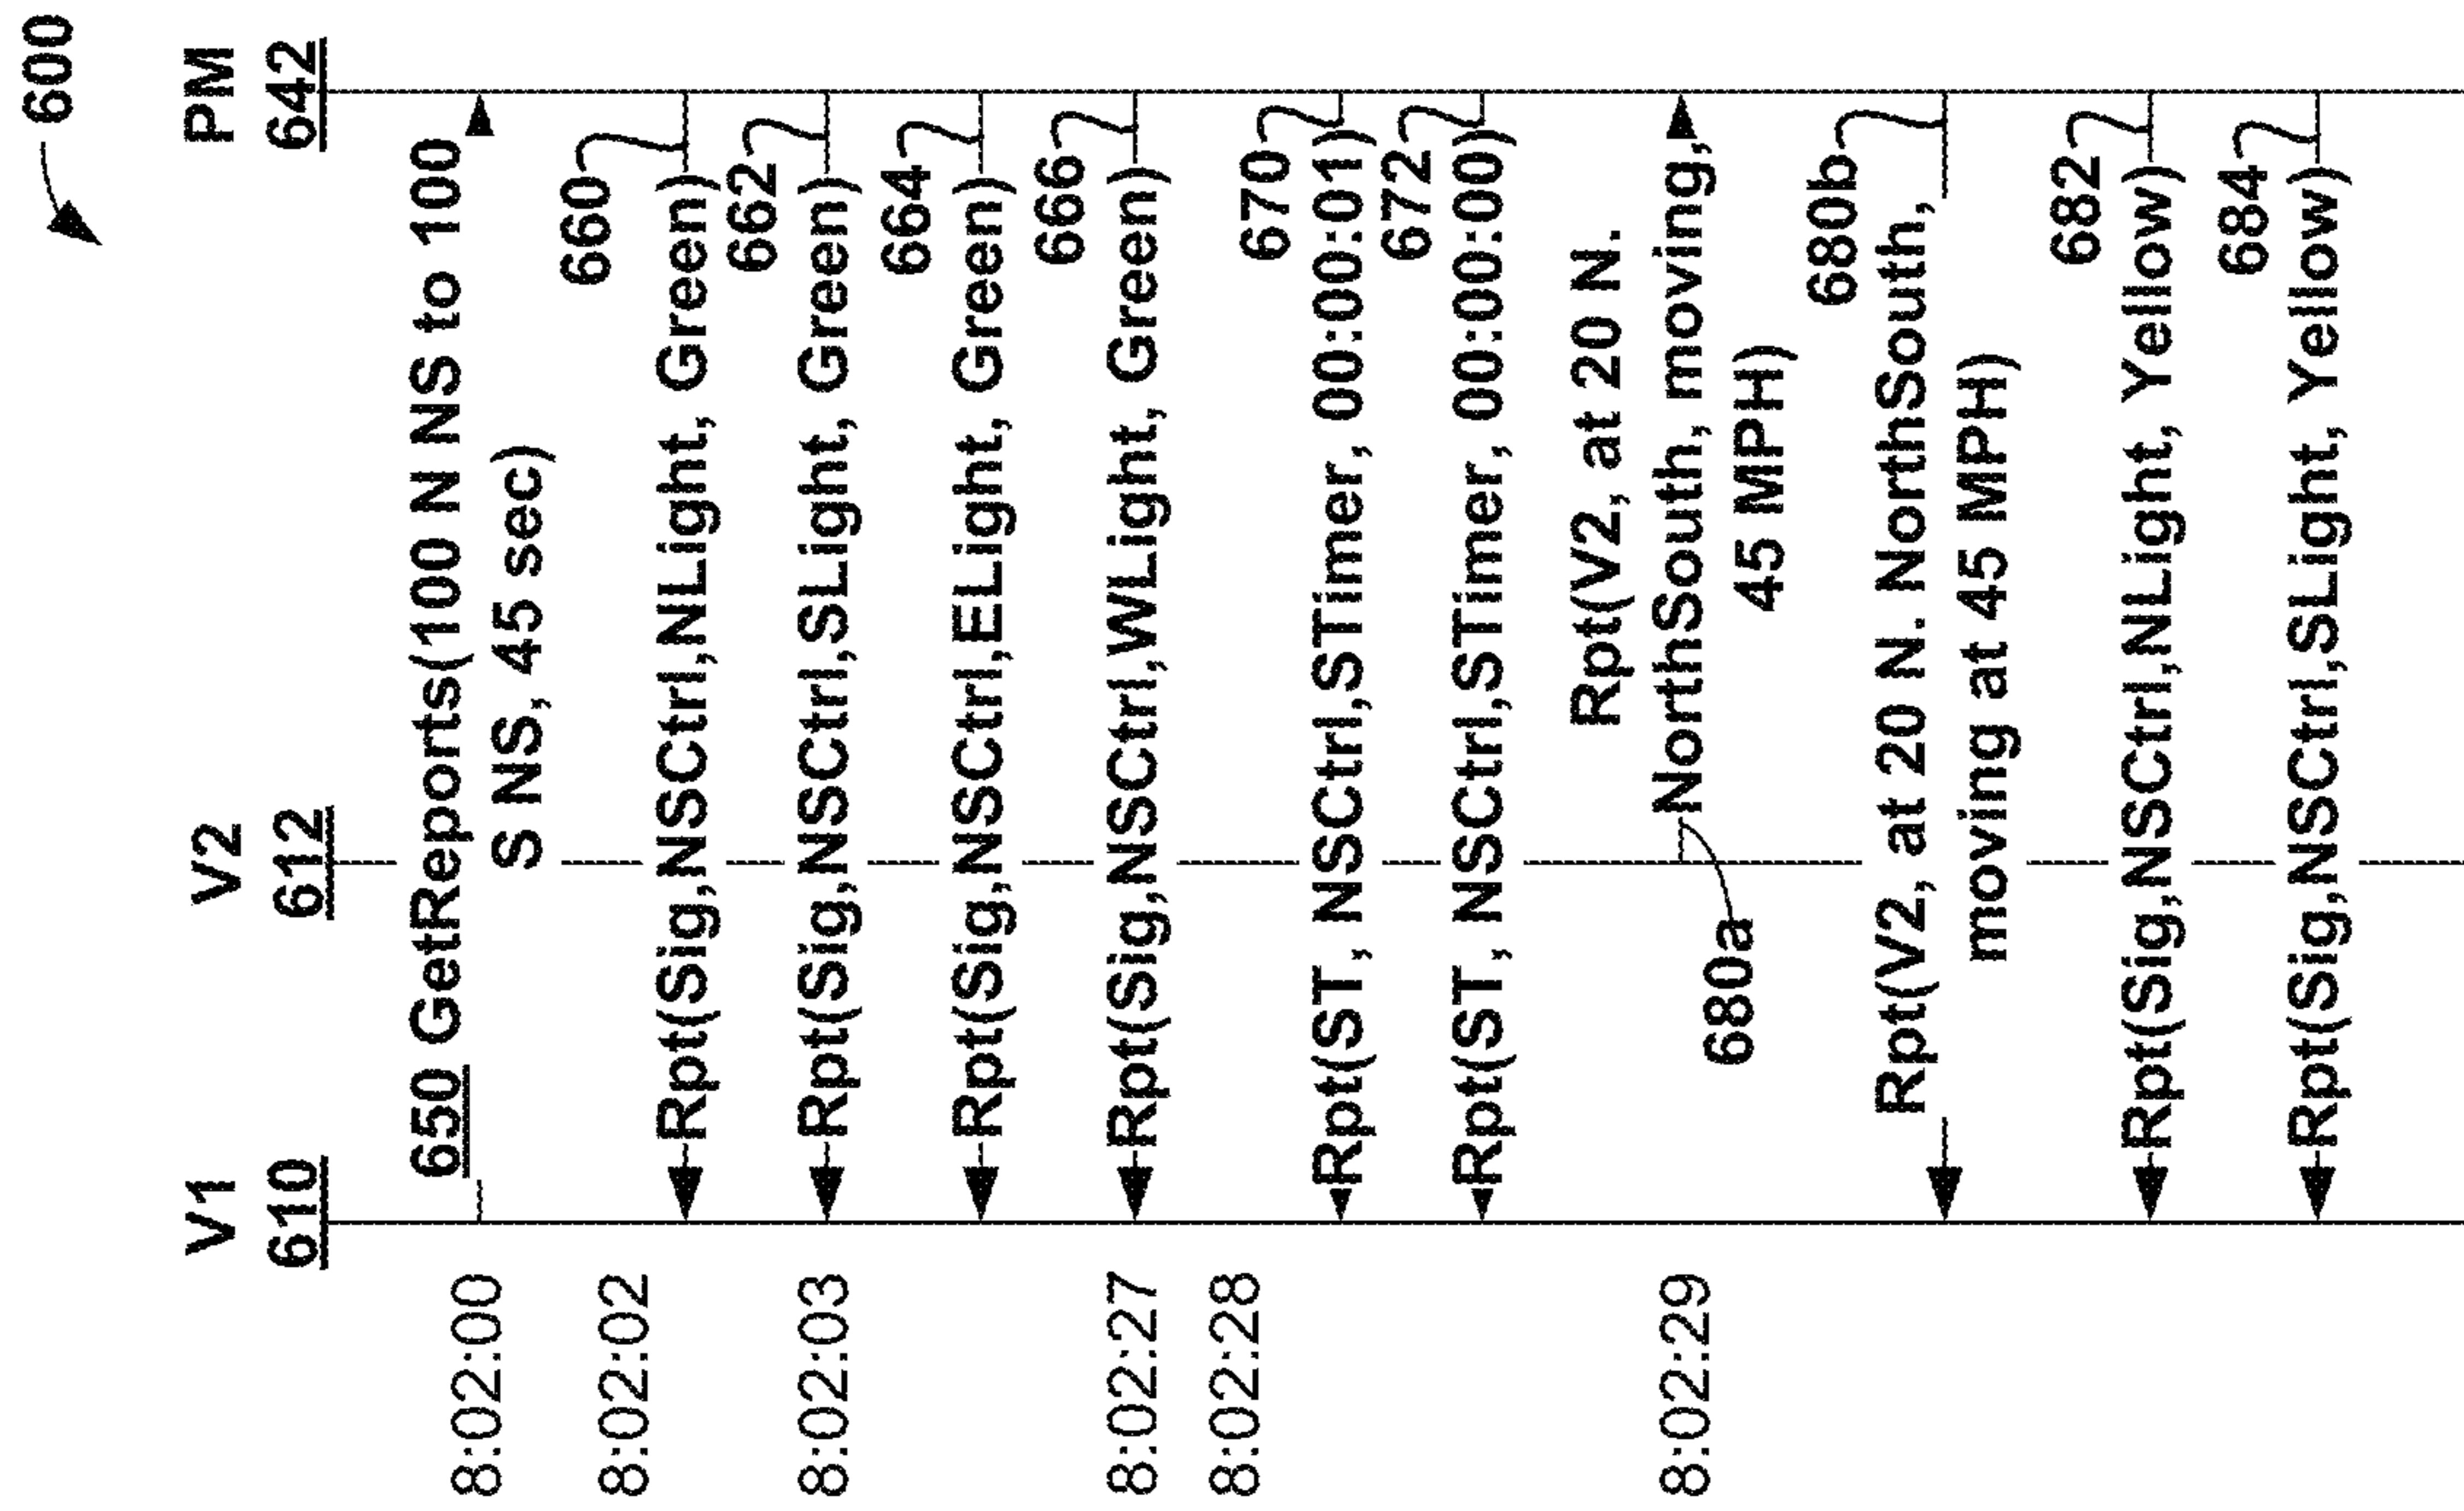 600
V1
610
V2
612
PM
642
8:02:00
650 GetReports(100 N NS to 100
S NS, 45 sec)
8:02:02
660
Rpt(Sig,NSCtrl,NLight, Green)
662
8:02:03
Rpt(Sig,NSCtrl,SLight, Green)
664
Rpt(Sig,NSCtrl,ELight, Green)
666
8:02:27
Rpt(Sig,NSCtrl,WLight, Green)
8:02:28
670
Rpt(ST, NSCtrl,STimer, 00:00:01)
672
Rpt(ST, NSCtrl,STimer, 00:00:00)
Rpt(V2, at 20 N.
8:02:29
NorthSouth, moving,
45 MPH)
680a
680b
Rpt(V2, at 20 N. NorthSouth,
moving at 45 MPH)
682
Rpt(Sig,NSCtrl,NLight, Yellow)
684
Rpt(Sig,NSCtrl,SLight, Yellow)